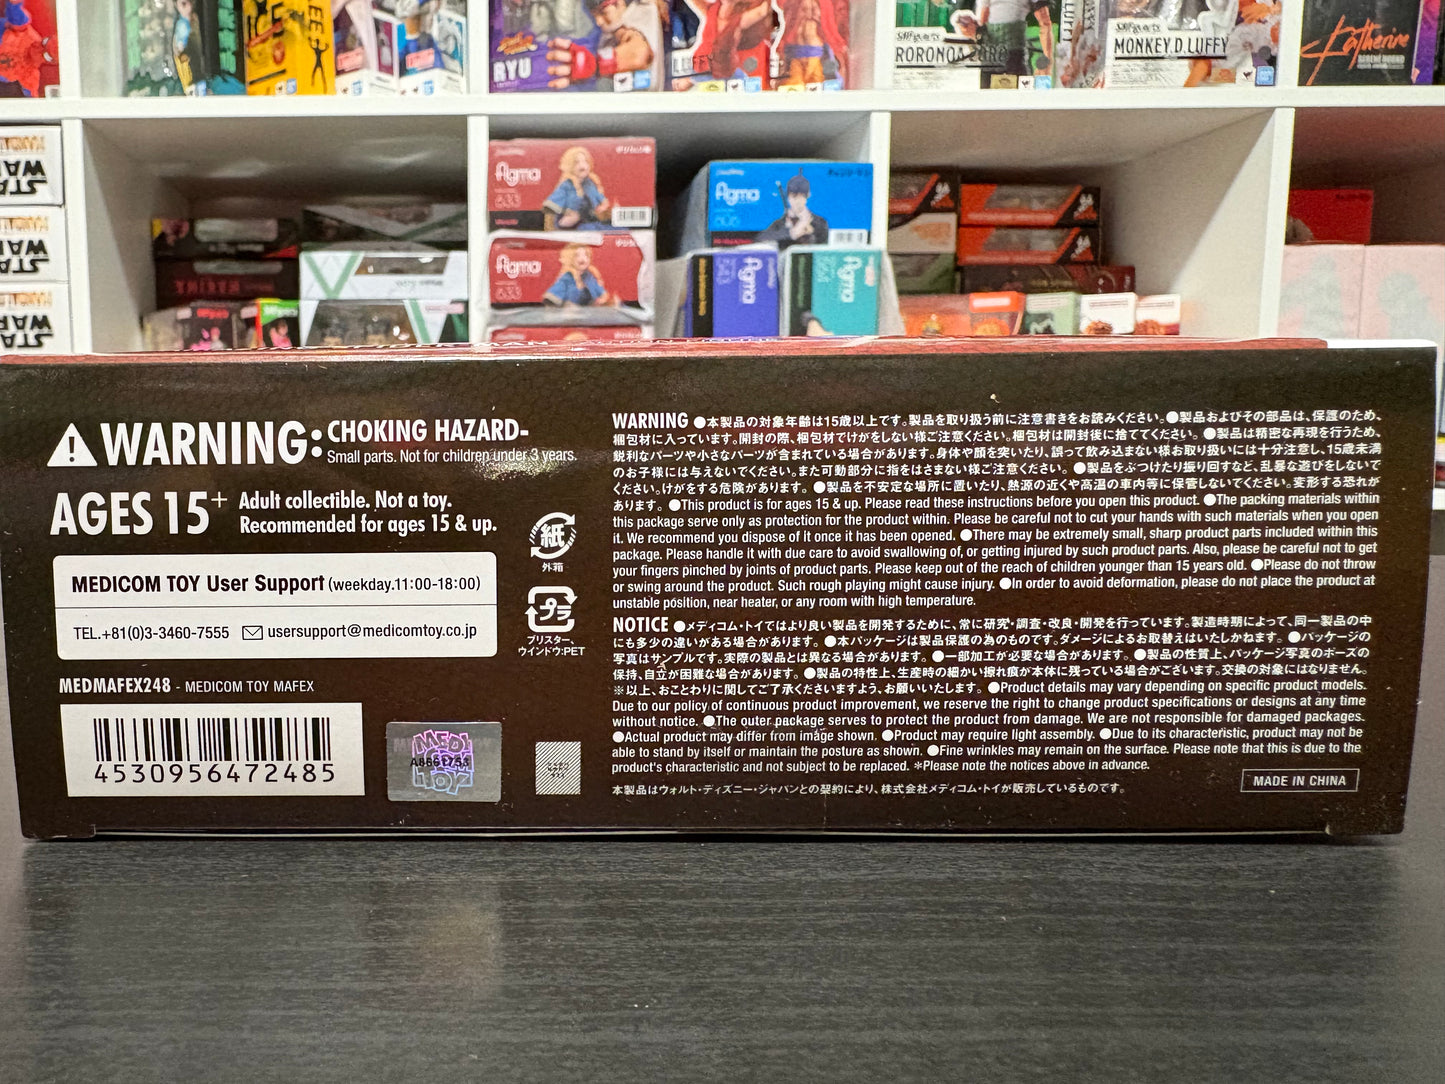 RYU
RORONOA ZORO
MONKEY.D.LUFFY
Katherine
STAR WARS
STAR WARS
STAR WARS
figma
633
figma
figma
633
figma
figma
WARNING: CHOKING HAZARD-
Small parts. Not for children under 3 years.
AGES 15+ Adult collectible. Not a toy.
Recommended for ages 15 & up.
紙
外箱
プラ
ブリスター、
ウインドウ:PET
MEDICOM TOY User Support (weekday.11:00-18:00)
TEL.+81(0)3-3460-7555 usersupport@medicomtoy.co.jp
MEDMAFEX248 - MEDICOM TOY MAFEX
4530956472485
MEDI
A8661753
TOY
WARNING ●本製品の対象年齢は15歳以上です。製品を取り扱う前に注意書きをお読みください。●製品およびその部品は、保護のため、
梱包材に入っています。開封の際、梱包材でけがをしない様ご注意ください。梱包材は開封後に捨ててください。●製品は精密な再現を行うため、
鋭利なパーツや小さなパーツが含まれている場合があります。身体や顔を突いたり、誤って飲み込まない様お取り扱いには十分注意し、15歳未満
のお子様には与えないでください。また可動部分に指をはさまない様ご注意ください。●製品をぶつけたり振り回すなど、乱暴な遊びをしないで
ください。けがをする危険があります。●製品を不安定な場所に置いたり、熱源の近くや高温の車内等に保管しないでください。変形する恐れが
あります。●This product is for ages 15 & up. Please read these instructions before you open this product. ●The packing materials within
this package serve only as protection for the product within. Please be careful not to cut your hands with such materials when you open
it. We recommend you dispose of it once it has been opened. ●There may be extremely small, sharp product parts included within this
package. Please handle it with due care to avoid swallowing of, or getting injured by such product parts. Also, please be careful not to get
your fingers pinched by joints of product parts. Please keep out of the reach of children younger than 15 years old. ●Please do not throw
or swing around the product. Such rough playing might cause injury. ●In order to avoid deformation, please do not place the product at
unstable position, near heater, or any room with high temperature.
NOTICE ●メディコム・トイではより良い製品を開発するために、常に研究・調査・改良・開発を行っています。製造時期によって、同一製品の中
にも多少の違いがある場合があります。●本パッケージは製品保護の為のものです。ダメージによるお取替えはいたしかねます。●パッケージの
写真はサンプルです。実際の製品とは異なる場合があります。●一部加工が必要な場合があります。●製品の性質上、パッケージ写真のポーズの
保持、自立が困難な場合があります。●製品の特性上、生産時の細かい擦れ痕が本体に残っている場合がございます。交換の対象にはなりません。
※以上、おことわりに関してご了承くださいますよう、お願いいたします。●Product details may vary depending on specific product models.
Due to our policy of continuous product improvement, we reserve the right to change product specifications or designs at any time
without notice. ●The outer package serves to protect the product from damage. We are not responsible for damaged packages.
●Actual product may differ from image shown. ●Product may require light assembly. ●Due to its characteristic, product may not be
able to stand by itself or maintain the posture as shown. ●Fine wrinkles may remain on the surface. Please note that this is due to the
product's characteristic and not subject to be replaced. ＊Please note the notices above in advance.
本製品はウォルト・ディズニー・ジャパンとの契約により、株式会社メディコム・トイが販売しているものです。
MADE IN CHINA